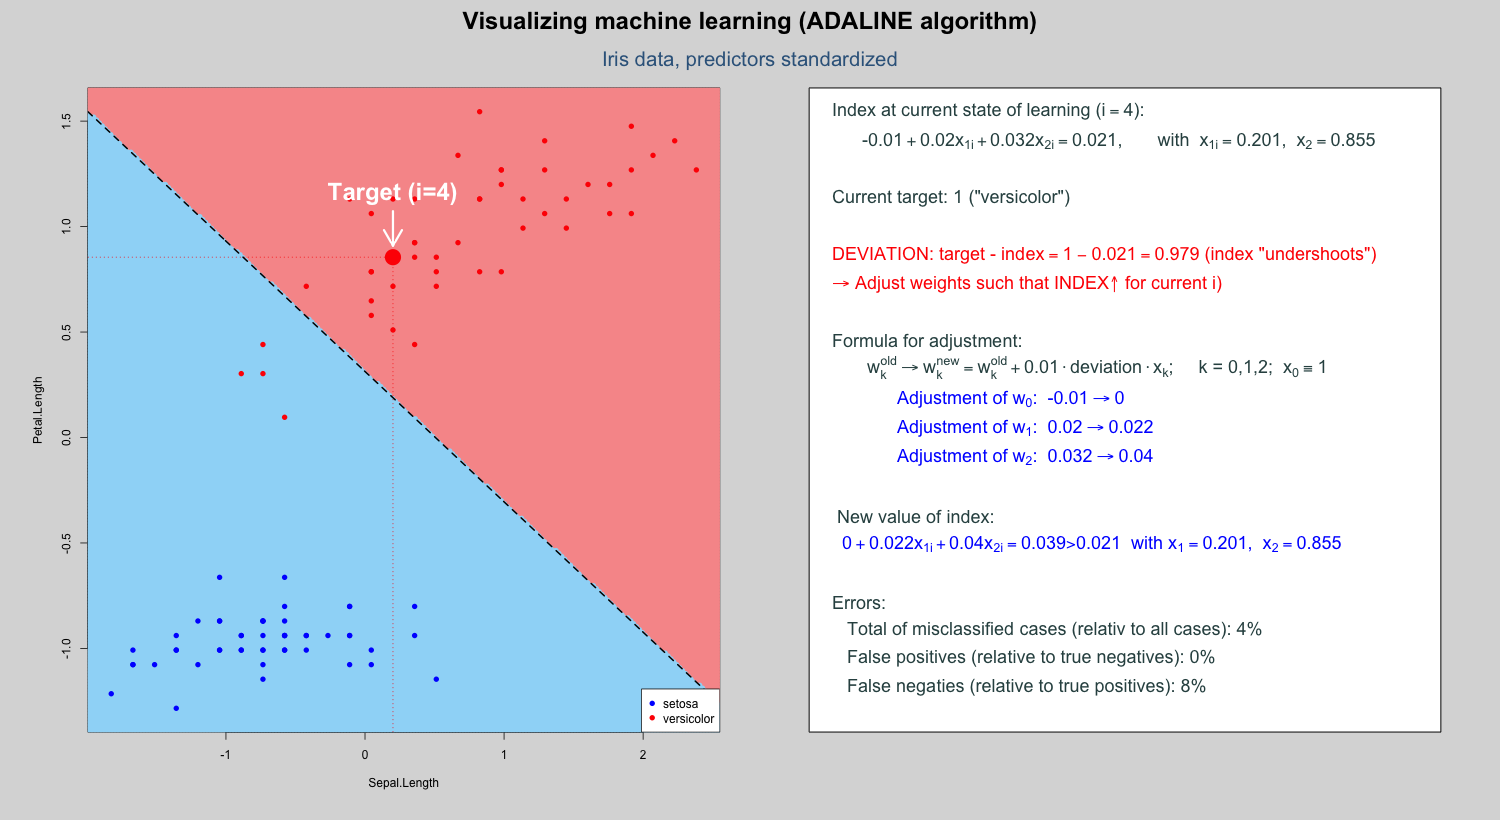 Visualizing machine learning (ADALINE algorithm)
Iris data, predictors standardized
Target (i=4)
1.5
1.0
0.5
0.0
-0.5
-1.0
Petal.Length
-1
0
1
2
Sepal.Length
setosa
versicolor
Index at current state of learning (i = 4):
-0.01 + 0.02x1i + 0.032x2i = 0.021, with x1i = 0.201, x2 = 0.855
Current target: 1 ("versicolor")
DEVIATION: target - index = 1 − 0.021 = 0.979 (index "undershoots")
→ Adjust weights such that INDEX↑ for current i)
Formula for adjustment:
wk^old → wk^new = wk^old + 0.01 · deviation · xk; k = 0,1,2; x0 ≡ 1
Adjustment of w0: -0.01 → 0
Adjustment of w1: 0.02 → 0.022
Adjustment of w2: 0.032 → 0.04
New value of index:
0 + 0.022x1i + 0.04x2i = 0.039>0.021 with x1 = 0.201, x2 = 0.855
Errors:
Total of misclassified cases (relativ to all cases): 4%
False positives (relative to true negatives): 0%
False negaties (relative to true positives): 8%